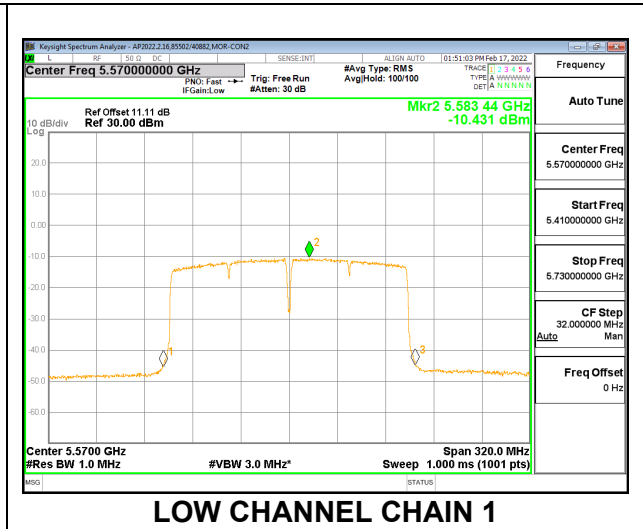 Keysight Spectrum Analyzer - AP2022.2.16,85502/40882,MOR-CON2
L RF 50 Ω DC SENSE:INT ALIGN AUTO 01:51:03 PM Feb 17, 2022
Center Freq 5.570000000 GHz
PNO: Fast
IFGain:Low
Trig: Free Run
#Atten: 30 dB
#Avg Type: RMS
Avg|Hold: 100/100
TRACE 1 2 3 4 5 6
TYPE A WWWWW
DET A N N N N N
Frequency
Auto Tune
Center Freq
5.570000000 GHz
Start Freq
5.410000000 GHz
Stop Freq
5.730000000 GHz
CF Step
32.000000 MHz
Auto Man
Freq Offset
0 Hz
Ref Offset 11.11 dB
Ref 30.00 dBm
10 dB/div
Log
Mkr2 5.583 44 GHz
-10.431 dBm
20.0
10.0
0.00
-10.0
-20.0
-30.0
-40.0
-50.0
-60.0
1
2
3
Center 5.5700 GHz
#Res BW 1.0 MHz
#VBW 3.0 MHz*
Span 320.0 MHz
Sweep 1.000 ms (1001 pts)
MSG STATUS
LOW CHANNEL CHAIN 1